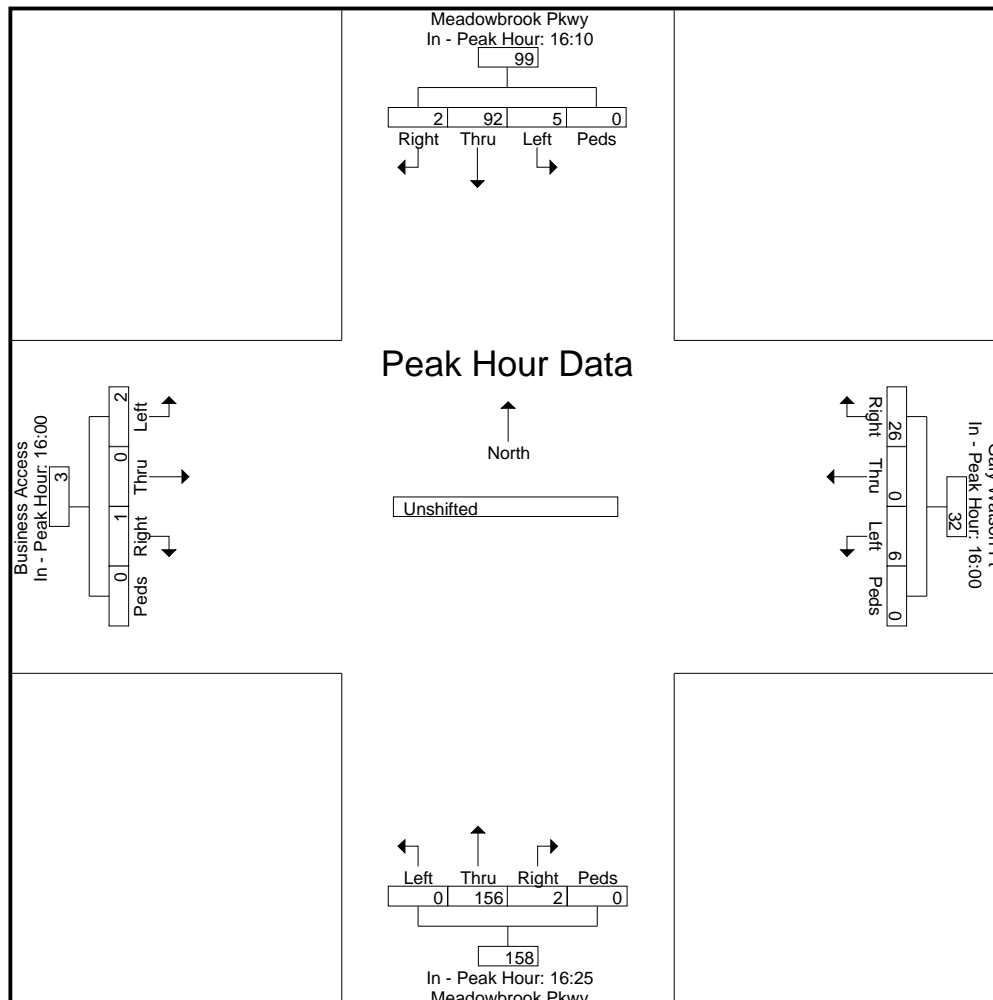 Meadowbrook Pkwy
In - Peak Hour: 16:10
99
2 92 5 0
Right Thru Left Peds
Peak Hour Data
North
Unshifted
Business Access
In - Peak Hour: 16:00
3
2 0 1 0
Left Thru Right Peds
In - Peak Hour: 16:00
32
26 0 6 0
Right Thru Left Peds
Left Thru Right Peds
0 156 2 0
158
In - Peak Hour: 16:25
Meadowbrook Pkwy